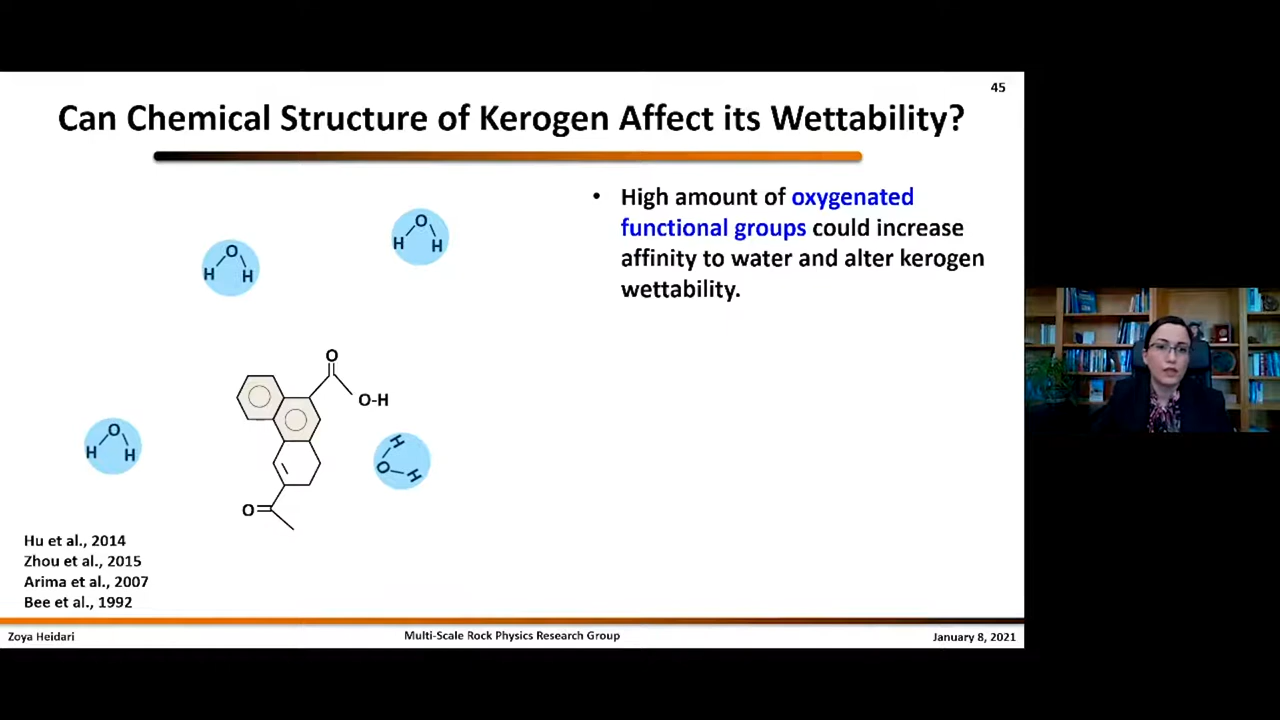 45
Can Chemical Structure of Kerogen Affect its Wettability?
• High amount of oxygenated
functional groups could increase
affinity to water and alter kerogen
wettability.
O
H H
O
H H
O
O-H
O
H H
H
O H
O
Hu et al., 2014
Zhou et al., 2015
Arima et al., 2007
Bee et al., 1992
Zoya Heidari
Multi-Scale Rock Physics Research Group
January 8, 2021